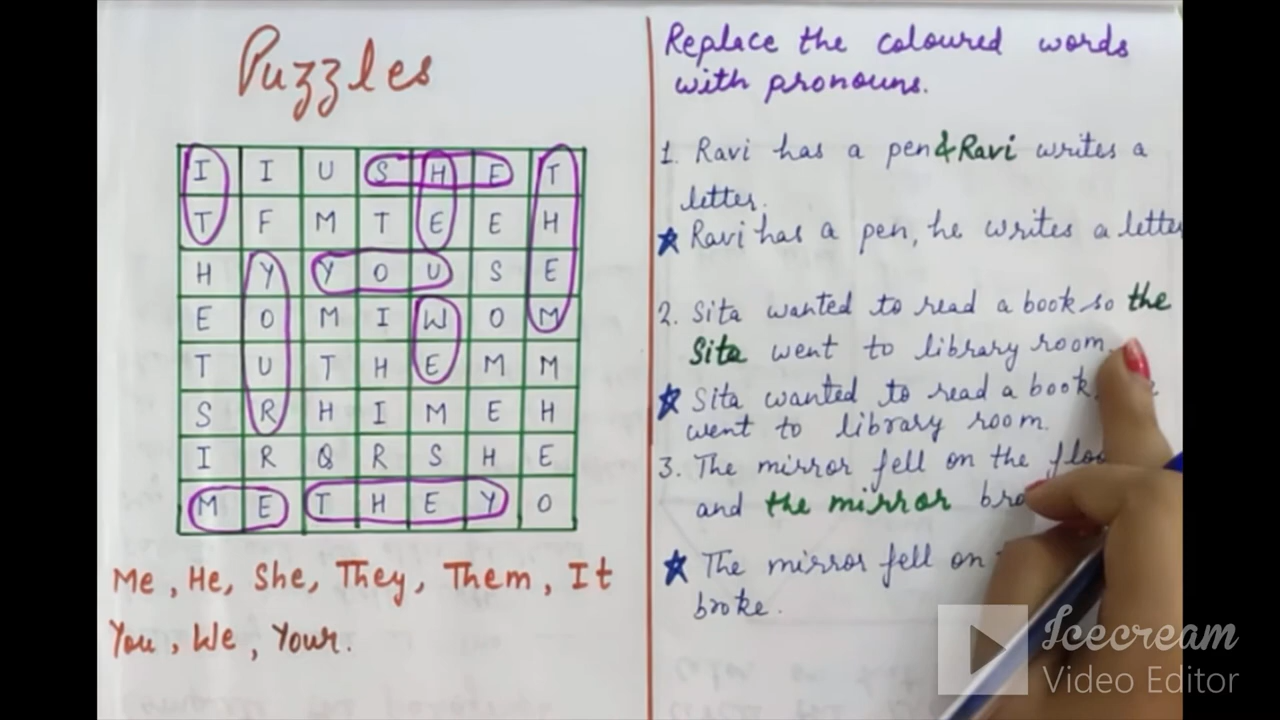 Puzzles
I I U S H E T
T F M T E E H
H Y Y O U S E
E O M I W O M
T U T H E M M
S R H I M E H
I R Q R S H E
M E T H E Y O
Me, He, She, They, Them, It
You, We, Your.
Replace the coloured words
with pronouns.
1. Ravi has a pen & Ravi writes a
letter.
Ravi has a pen, he writes a letter
2. Sita wanted to read a book so the
Sita went to library room.
Sita wanted to read a book
went to library room.
3. The mirror fell on the
and the mirror
The mirror fell on
broke.
Icecream
Video Editor